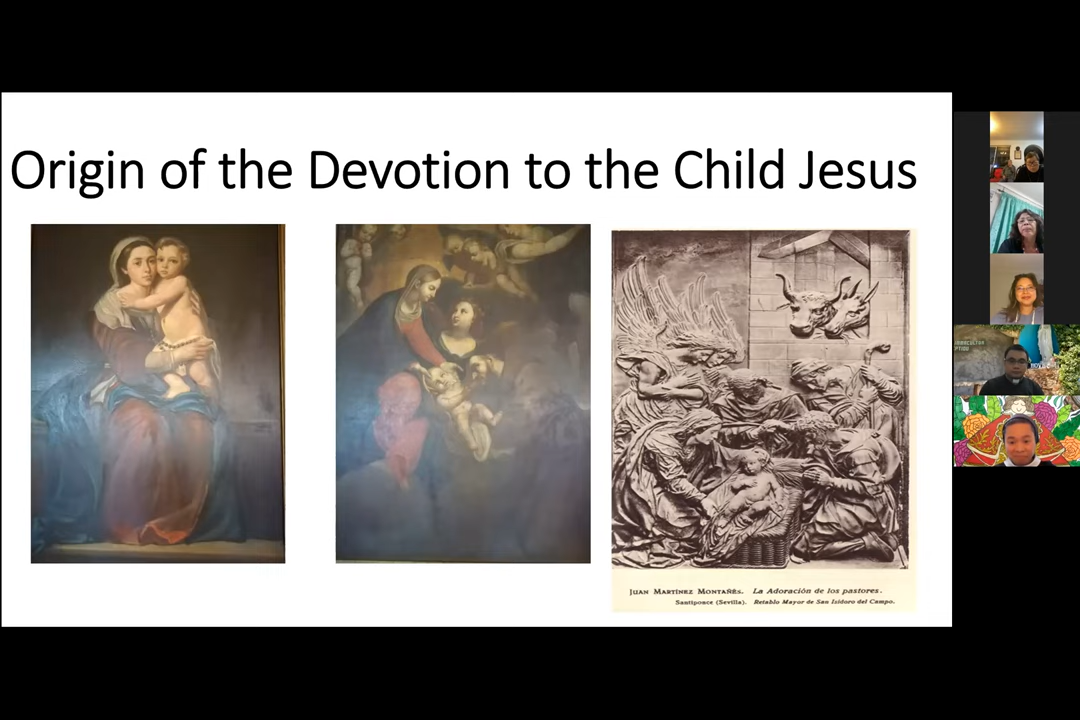 Origin of the Devotion to the Child Jesus
JUAN MARTÍNEZ MONTAÑÉS. La Adoración de los pastores.
Santiponce (Sevilla). Retablo Mayor de San Isidoro del Campo.